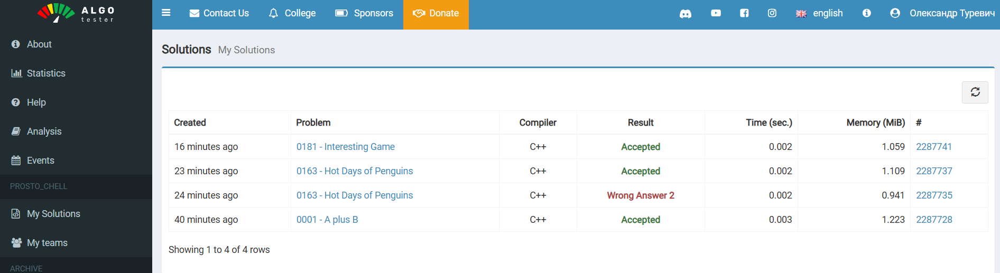 ALGO
tester
Contact Us
College
Sponsors
Donate
english
Олександр Туревич
About
Statistics
Help
Analysis
Events
PROSTO_CHELL
My Solutions
My teams
ARCHIVE
Solutions My Solutions
Created Problem Compiler Result Time (sec.) Memory (MiB) #
16 minutes ago 0181 - Interesting Game C++ Accepted 0.002 1.059 2287741
23 minutes ago 0163 - Hot Days of Penguins C++ Accepted 0.002 1.109 2287737
24 minutes ago 0163 - Hot Days of Penguins C++ Wrong Answer 2 0.002 0.941 2287735
40 minutes ago 0001 - A plus B C++ Accepted 0.003 1.223 2287728
Showing 1 to 4 of 4 rows